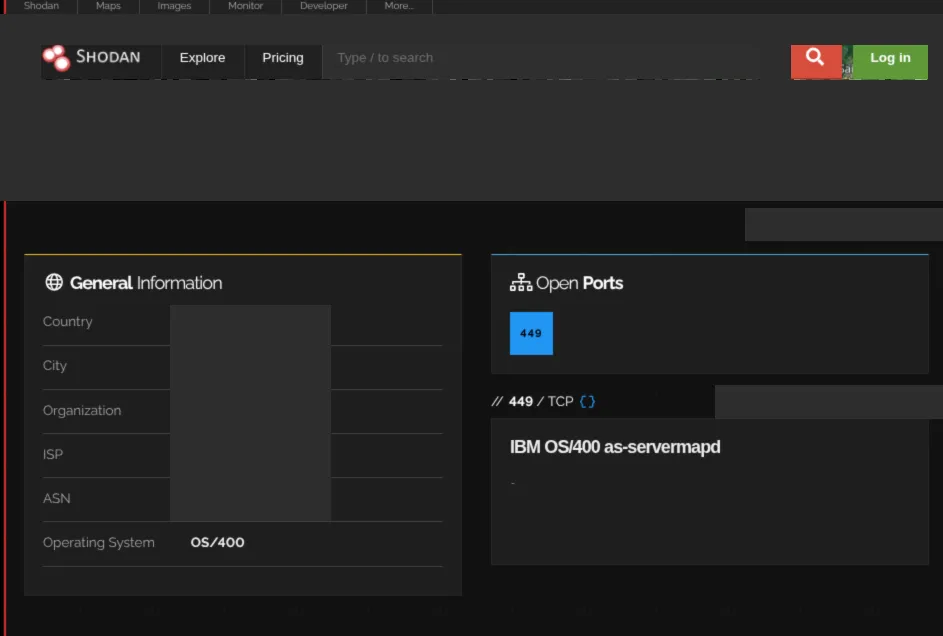 Shodan Maps Images Monitor Developer More...
SHODAN Explore Pricing Type / to search Log in
General Information
Country
City
Organization
ISP
ASN
Operating System OS/400
Open Ports
449
// 449 / TCP { }
IBM OS/400 as-servermapd
-